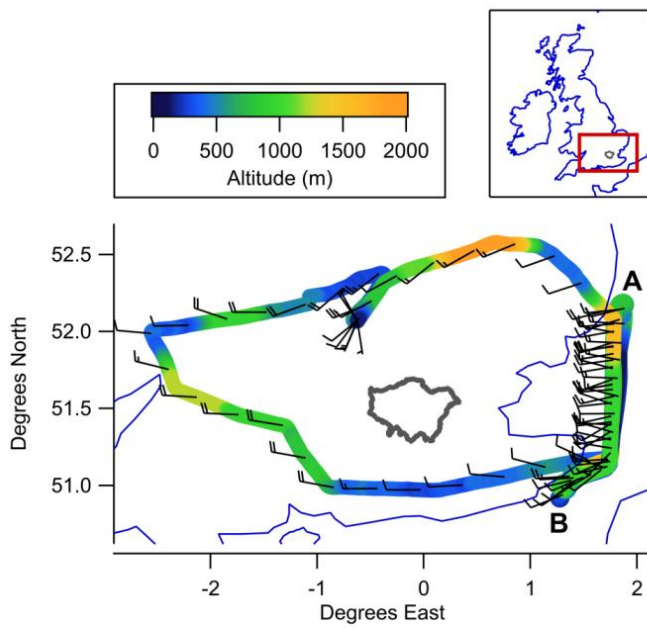 0 500 1000 1500 2000
Altitude (m)
52.5
52.0
51.5
51.0
Degrees North
A
B
-2 -1 0 1 2
Degrees East